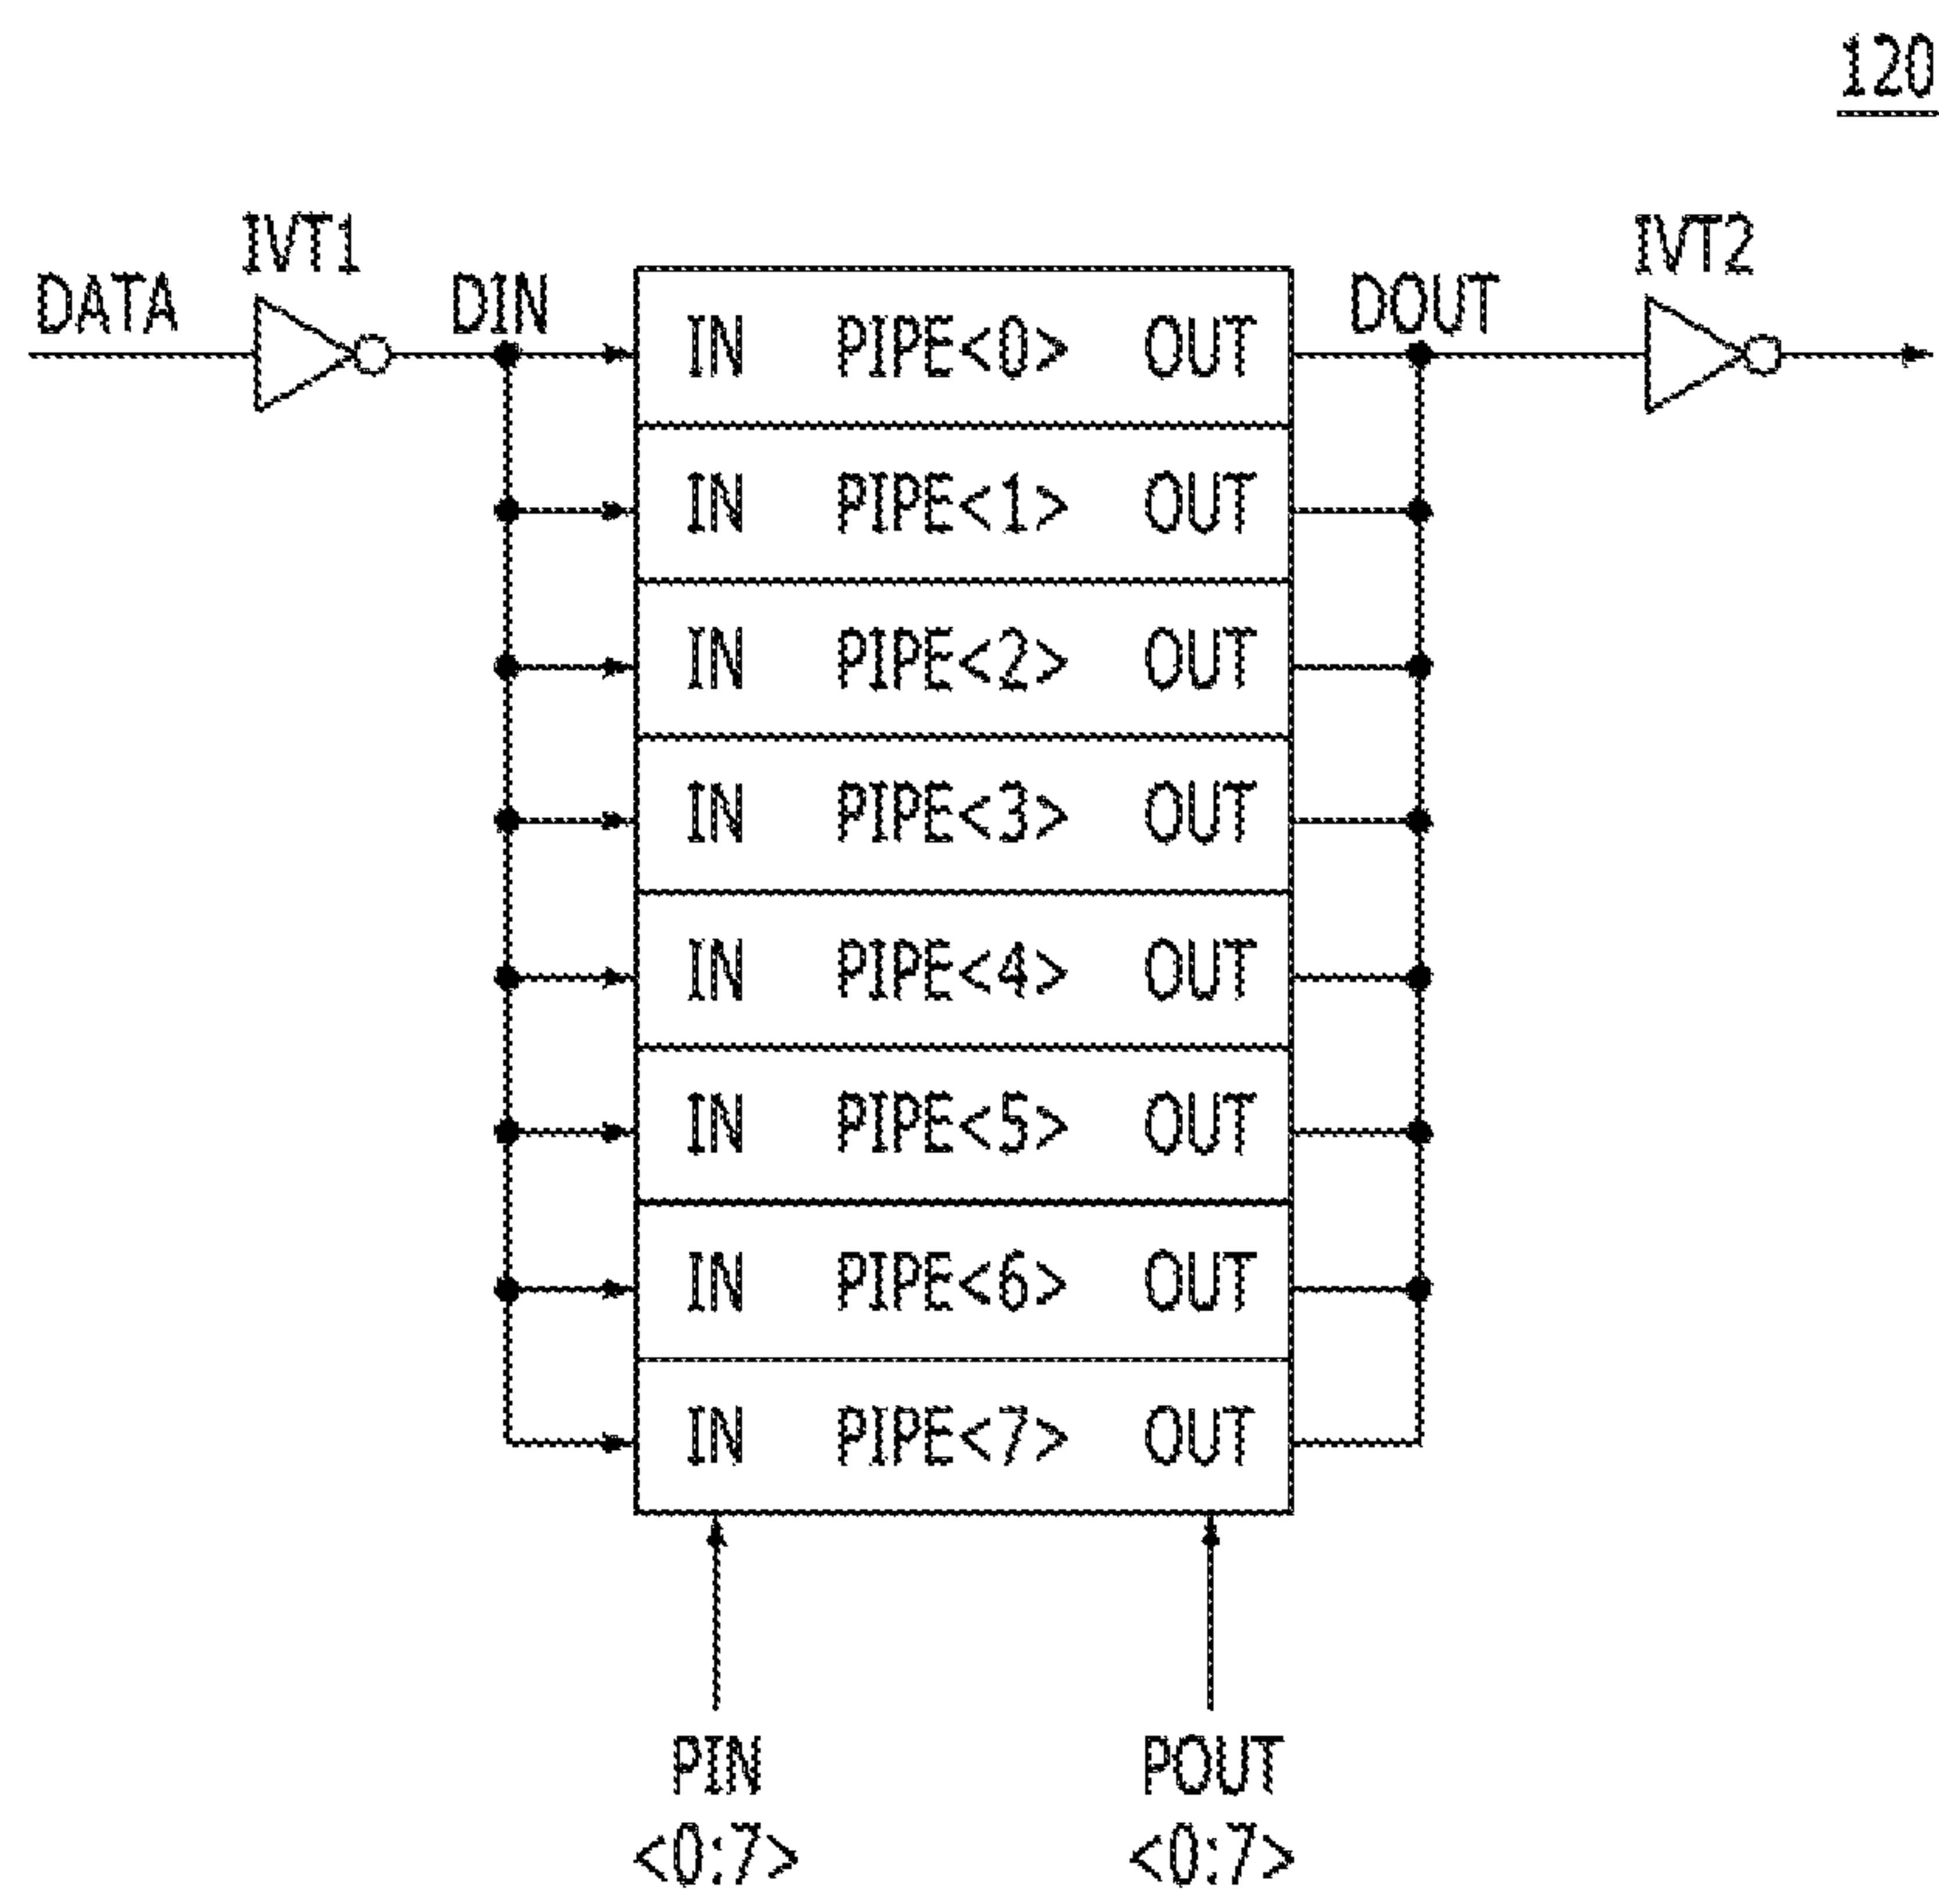 120
IVT1
IVT2
DATA
DIN
DOUT
IN PIPE<0> OUT
IN PIPE<1> OUT
IN PIPE<2> OUT
IN PIPE<3> OUT
IN PIPE<4> OUT
IN PIPE<5> OUT
IN PIPE<6> OUT
IN PIPE<7> OUT
PIN
<0:7>
POUT
<0:7>